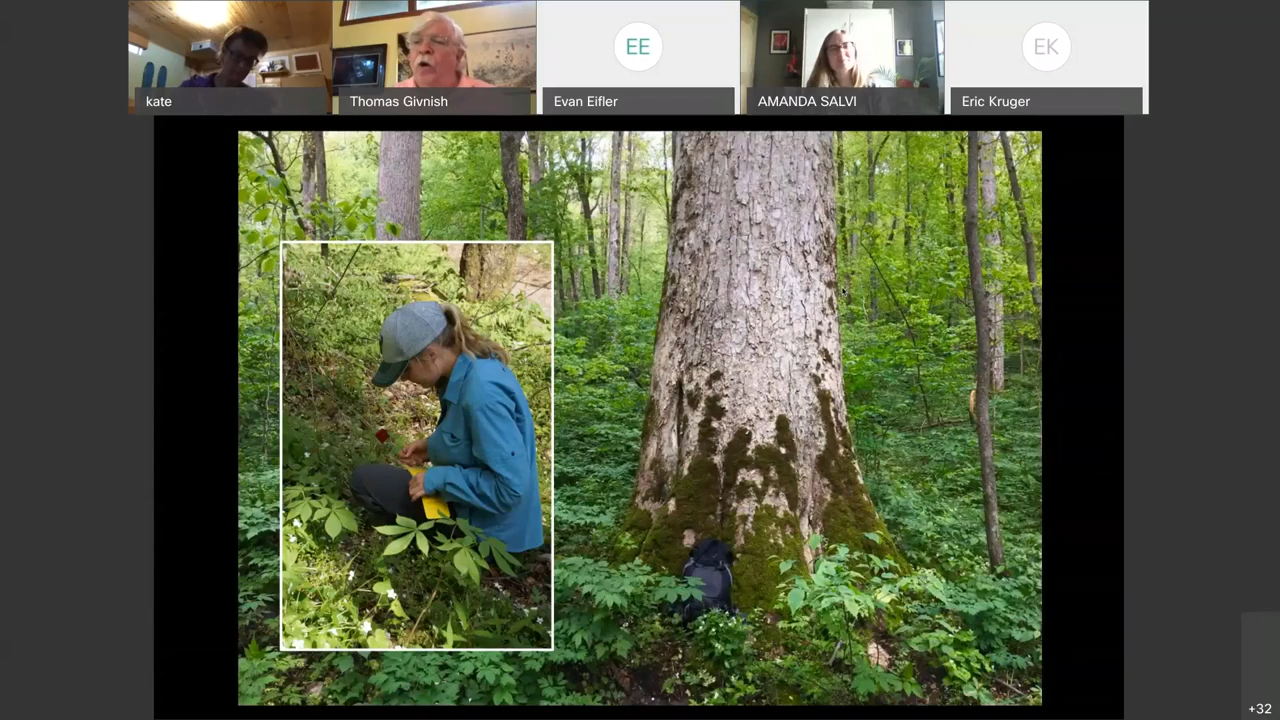 kate
Thomas Givnish
EE
Evan Eifler
AMANDA SALVI
EK
Eric Kruger
+32